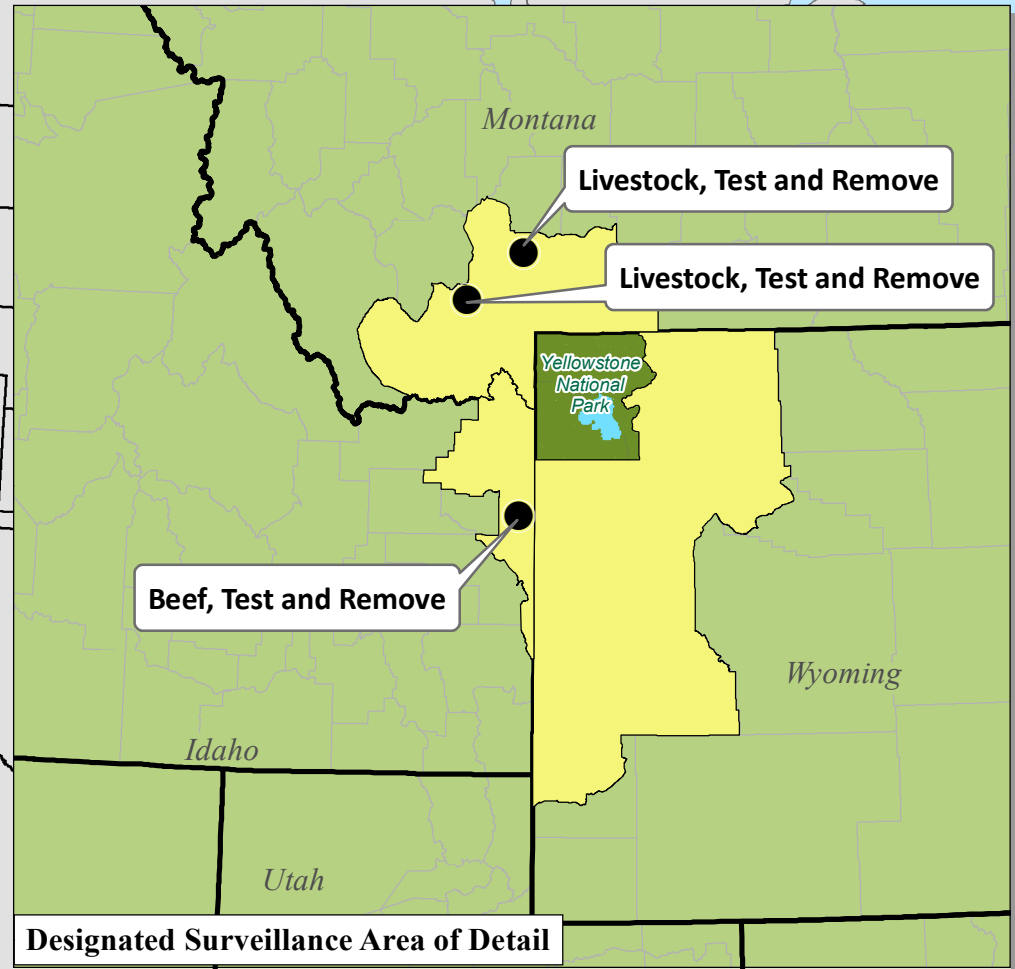 Montana
Livestock, Test and Remove
Livestock, Test and Remove
Yellowstone
National
Park
Beef, Test and Remove
Wyoming
Idaho
Utah
Designated Surveillance Area of Detail